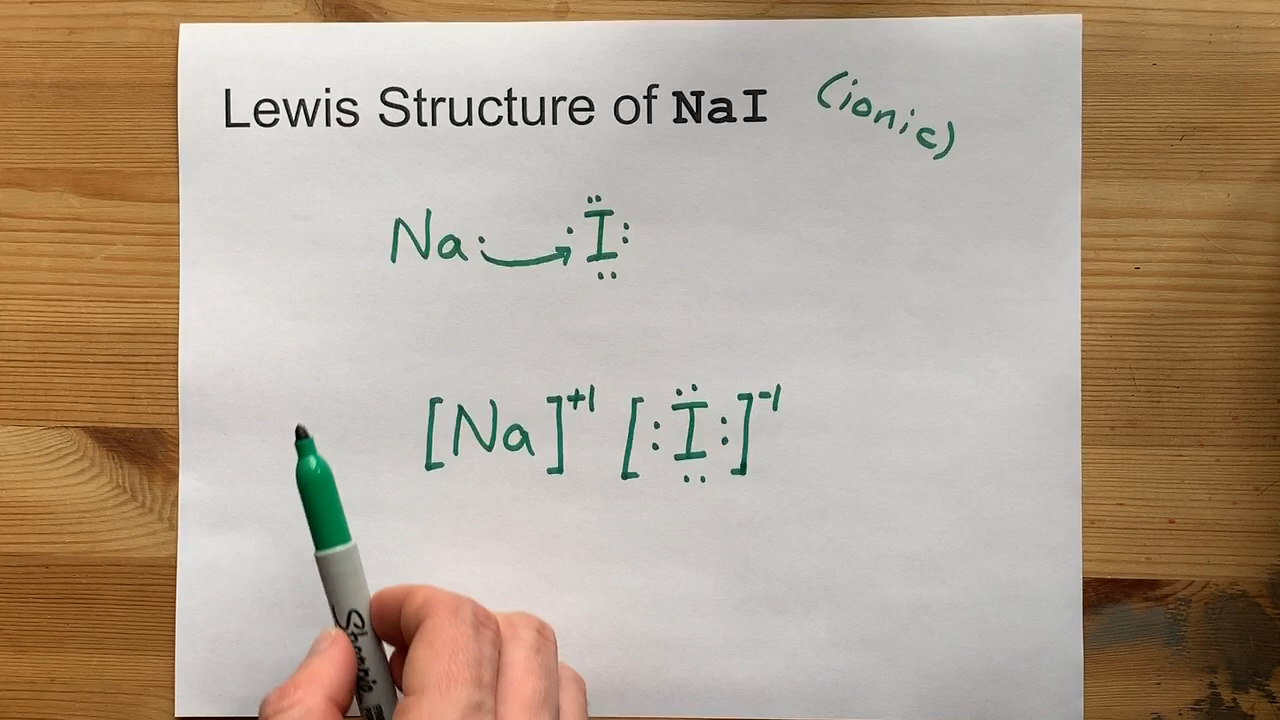 Lewis Structure of NaI (ionic)
Na· ·Ï:
[Na]⁺¹ [:Ï:]⁻¹
Sharpie